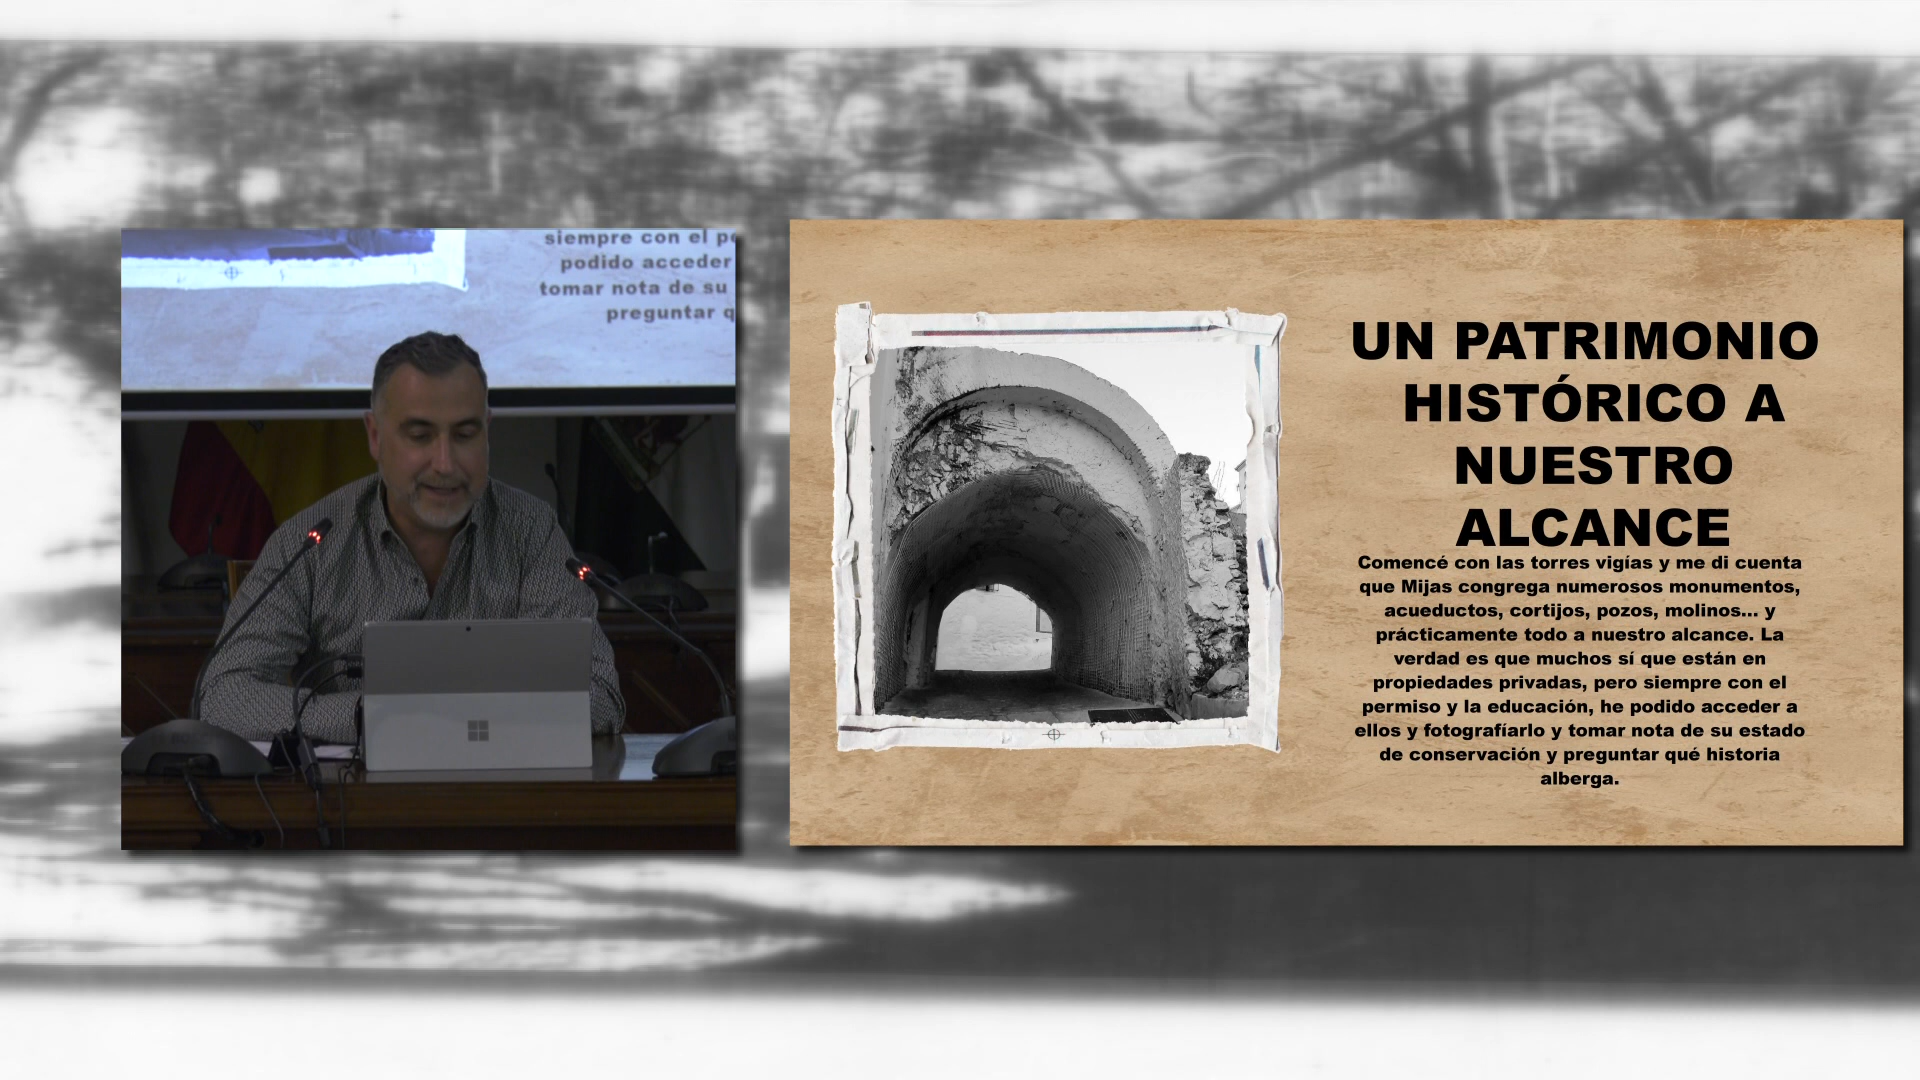 siempre con el pe
podido acceder
tomar nota de su
preguntar q
UN PATRIMONIO
HISTÓRICO A
NUESTRO
ALCANCE
Comencé con las torres vigías y me di cuenta
que Mijas congrega numerosos monumentos,
acueductos, cortijos, pozos, molinos... y
prácticamente todo a nuestro alcance. La
verdad es que muchos sí que están en
propiedades privadas, pero siempre con el
permiso y la educación, he podido acceder a
ellos y fotografíarlo y tomar nota de su estado
de conservación y preguntar qué historia
alberga.